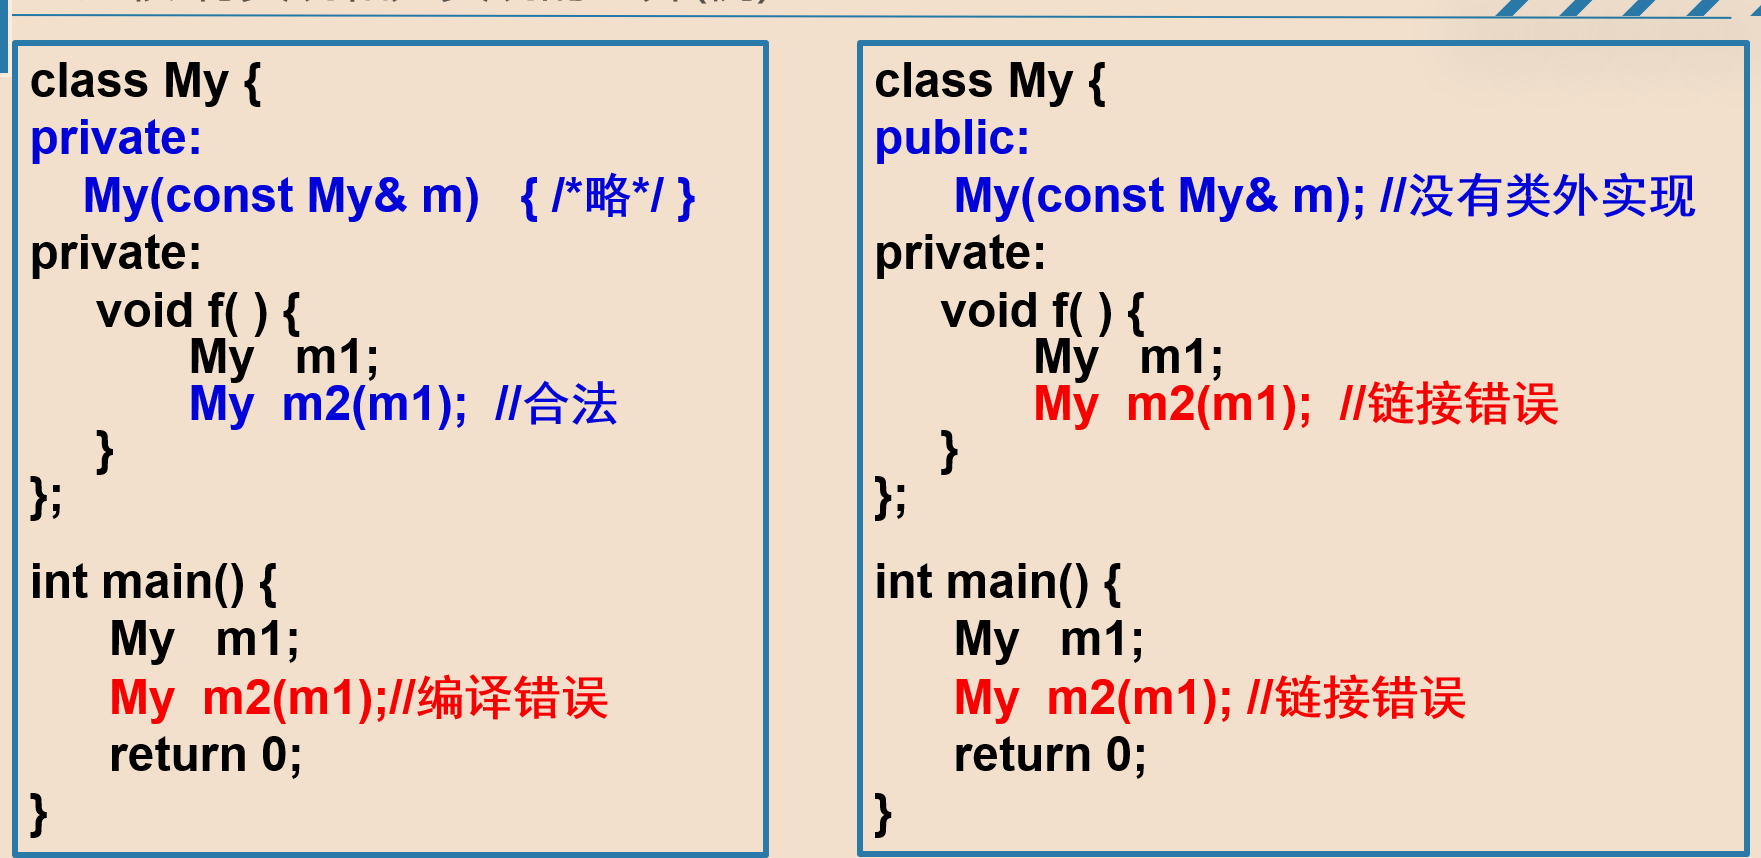 class My {
private:
My(const My& m) { /*略*/ }
private:
void f( ) {
My m1;
My m2(m1); //合法
}
};
int main() {
My m1;
My m2(m1);//编译错误
return 0;
}
class My {
public:
My(const My& m); //没有类外实现
private:
void f( ) {
My m1;
My m2(m1); //链接错误
}
};
int main() {
My m1;
My m2(m1); //链接错误
return 0;
}